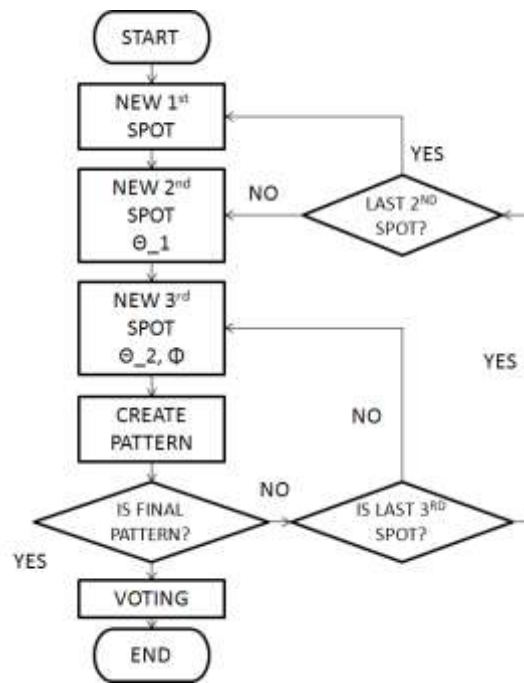 START
NEW 1st
SPOT
YES
NEW 2nd
SPOT
Θ_1
NO
LAST 2ND
SPOT?
NEW 3rd
SPOT
Θ_2, Φ
YES
NO
CREATE
PATTERN
NO
IS FINAL
PATTERN?
IS LAST 3RD
SPOT?
YES
VOTING
END